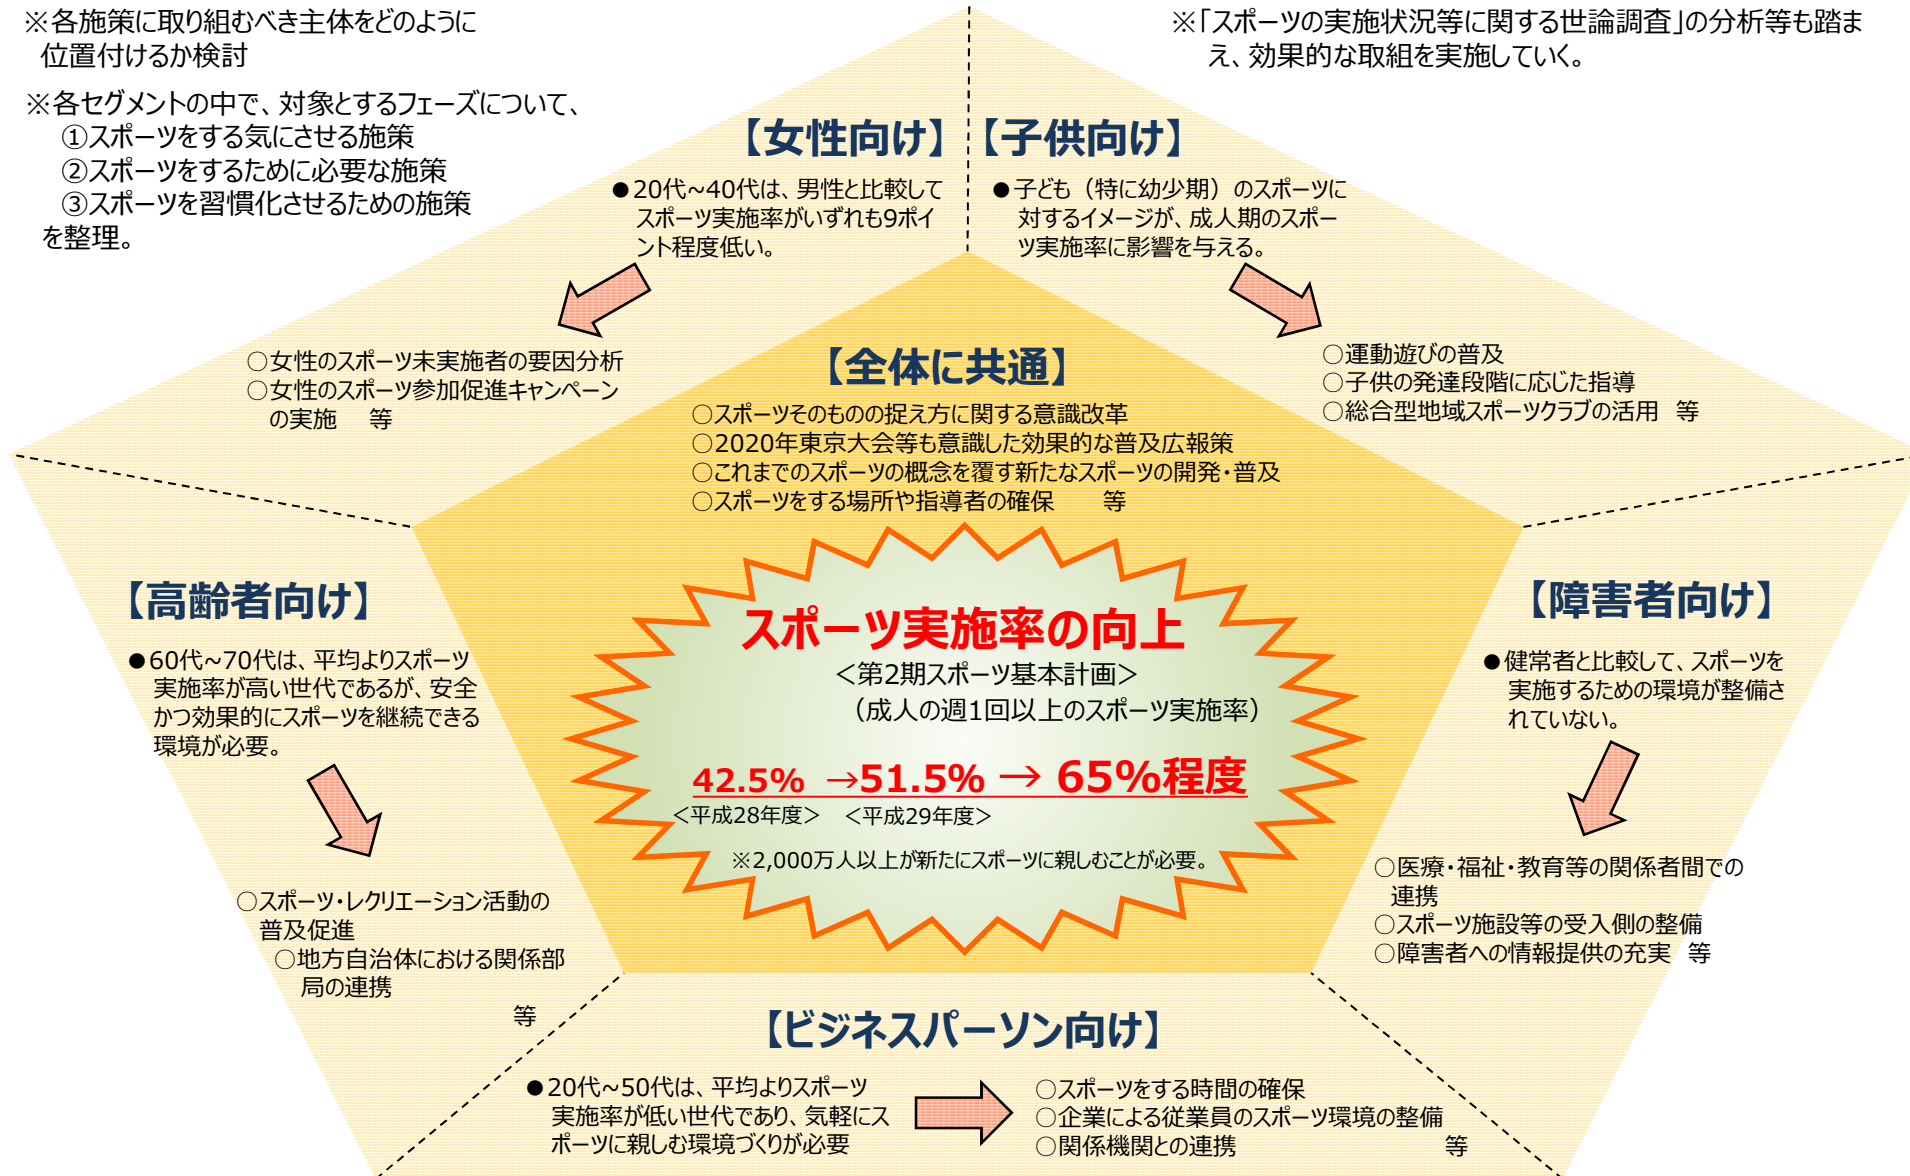 ※各施策に取り組むべき主体をどのように
位置付けるか検討
※各セグメントの中で、対象とするフェーズについて、
①スポーツをする気にさせる施策
②スポーツをするために必要な施策
③スポーツを習慣化させるための施策
を整理。
※「スポーツの実施状況等に関する世論調査」の分析等も踏ま
え、効果的な取組を実施していく。
【女性向け】
●20代~40代は、男性と比較して
スポーツ実施率がいずれも9ポイ
ント程度低い。
○女性のスポーツ未実施者の要因分析
○女性のスポーツ参加促進キャンペーン
の実施 等
【子供向け】
●子ども（特に幼少期）のスポーツに
対するイメージが、成人期のスポー
ツ実施率に影響を与える。
○運動遊びの普及
○子供の発達段階に応じた指導
○総合型地域スポーツクラブの活用 等
【全体に共通】
○スポーツそのものの捉え方に関する意識改革
○2020年東京大会等も意識した効果的な普及広報策
○これまでのスポーツの概念を覆す新たなスポーツの開発・普及
○スポーツをする場所や指導者の確保 等
スポーツ実施率の向上
＜第2期スポーツ基本計画＞
（成人の週1回以上のスポーツ実施率）
42.5% →51.5% → 65%程度
＜平成28年度＞ ＜平成29年度＞
※2,000万人以上が新たにスポーツに親しむことが必要。
【高齢者向け】
●60代~70代は、平均よりスポーツ
実施率が高い世代であるが、安全
かつ効果的にスポーツを継続できる
環境が必要。
○スポーツ・レクリエーション活動の
普及促進
○地方自治体における関係部
局の連携
等
【障害者向け】
●健常者と比較して、スポーツを
実施するための環境が整備さ
れていない。
○医療・福祉・教育等の関係者間での
連携
○スポーツ施設等の受入側の整備
○障害者への情報提供の充実 等
【ビジネスパーソン向け】
●20代~50代は、平均よりスポーツ
実施率が低い世代であり、気軽にス
ポーツに親しむ環境づくりが必要
○スポーツをする時間の確保
○企業による従業員のスポーツ環境の整備
○関係機関との連携 等